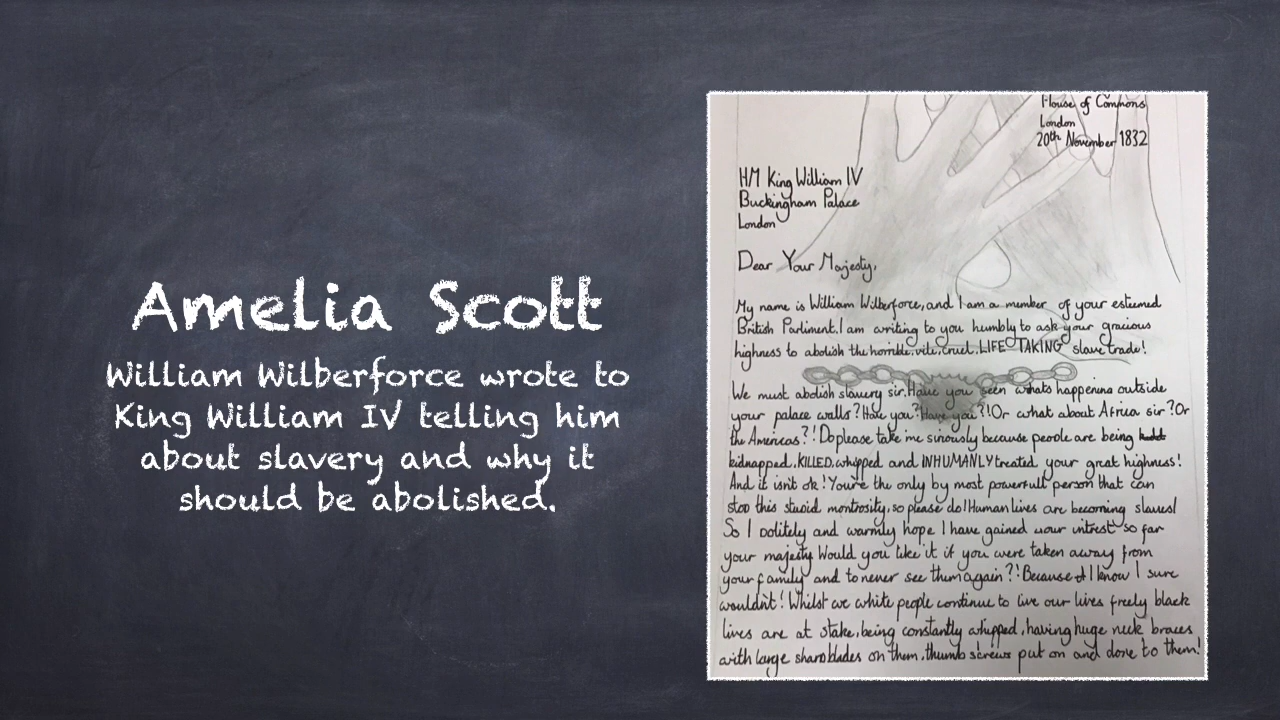 Amelia Scott
William Wilberforce wrote to
King William IV telling him
about slavery and why it
should be abolished.
House of Commons
London
20th November 1832
HM King William IV
Buckingham Palace
London
Dear Your Majesty,
My name is William Wilberforce, and I am a member of your esteemed
British Parliment. I am writing to you humbly to ask your gracious
highness to abolish the horrible, vile, cruel, LIFE TAKING slave trade!
We must abolish slavery sir. Have you seen whats happening outside
your palace walls? Have you? Have you?! Or what about Africa sir? Or
the Americas?! Do please take me seriously because people are being
kidnapped, KILLED, whipped and INHUMANLY treated your great highness!
And it isn't ok! You're the only by most powerfull person that can
stop this stupid montrosity, so please do! Human lives are becoming slaves!
So I politely and warmly hope I have gained your intrest so far
your majesty Would you like it if you were taken away from
your family and to never see them again?! Because I know I sure
wouldn't! Whilst we white people continue to live our lives freely black
lives are at stake, being constantly whipped, having huge neck braces
with large sharp blades on them, thumb screws put on and done to them!